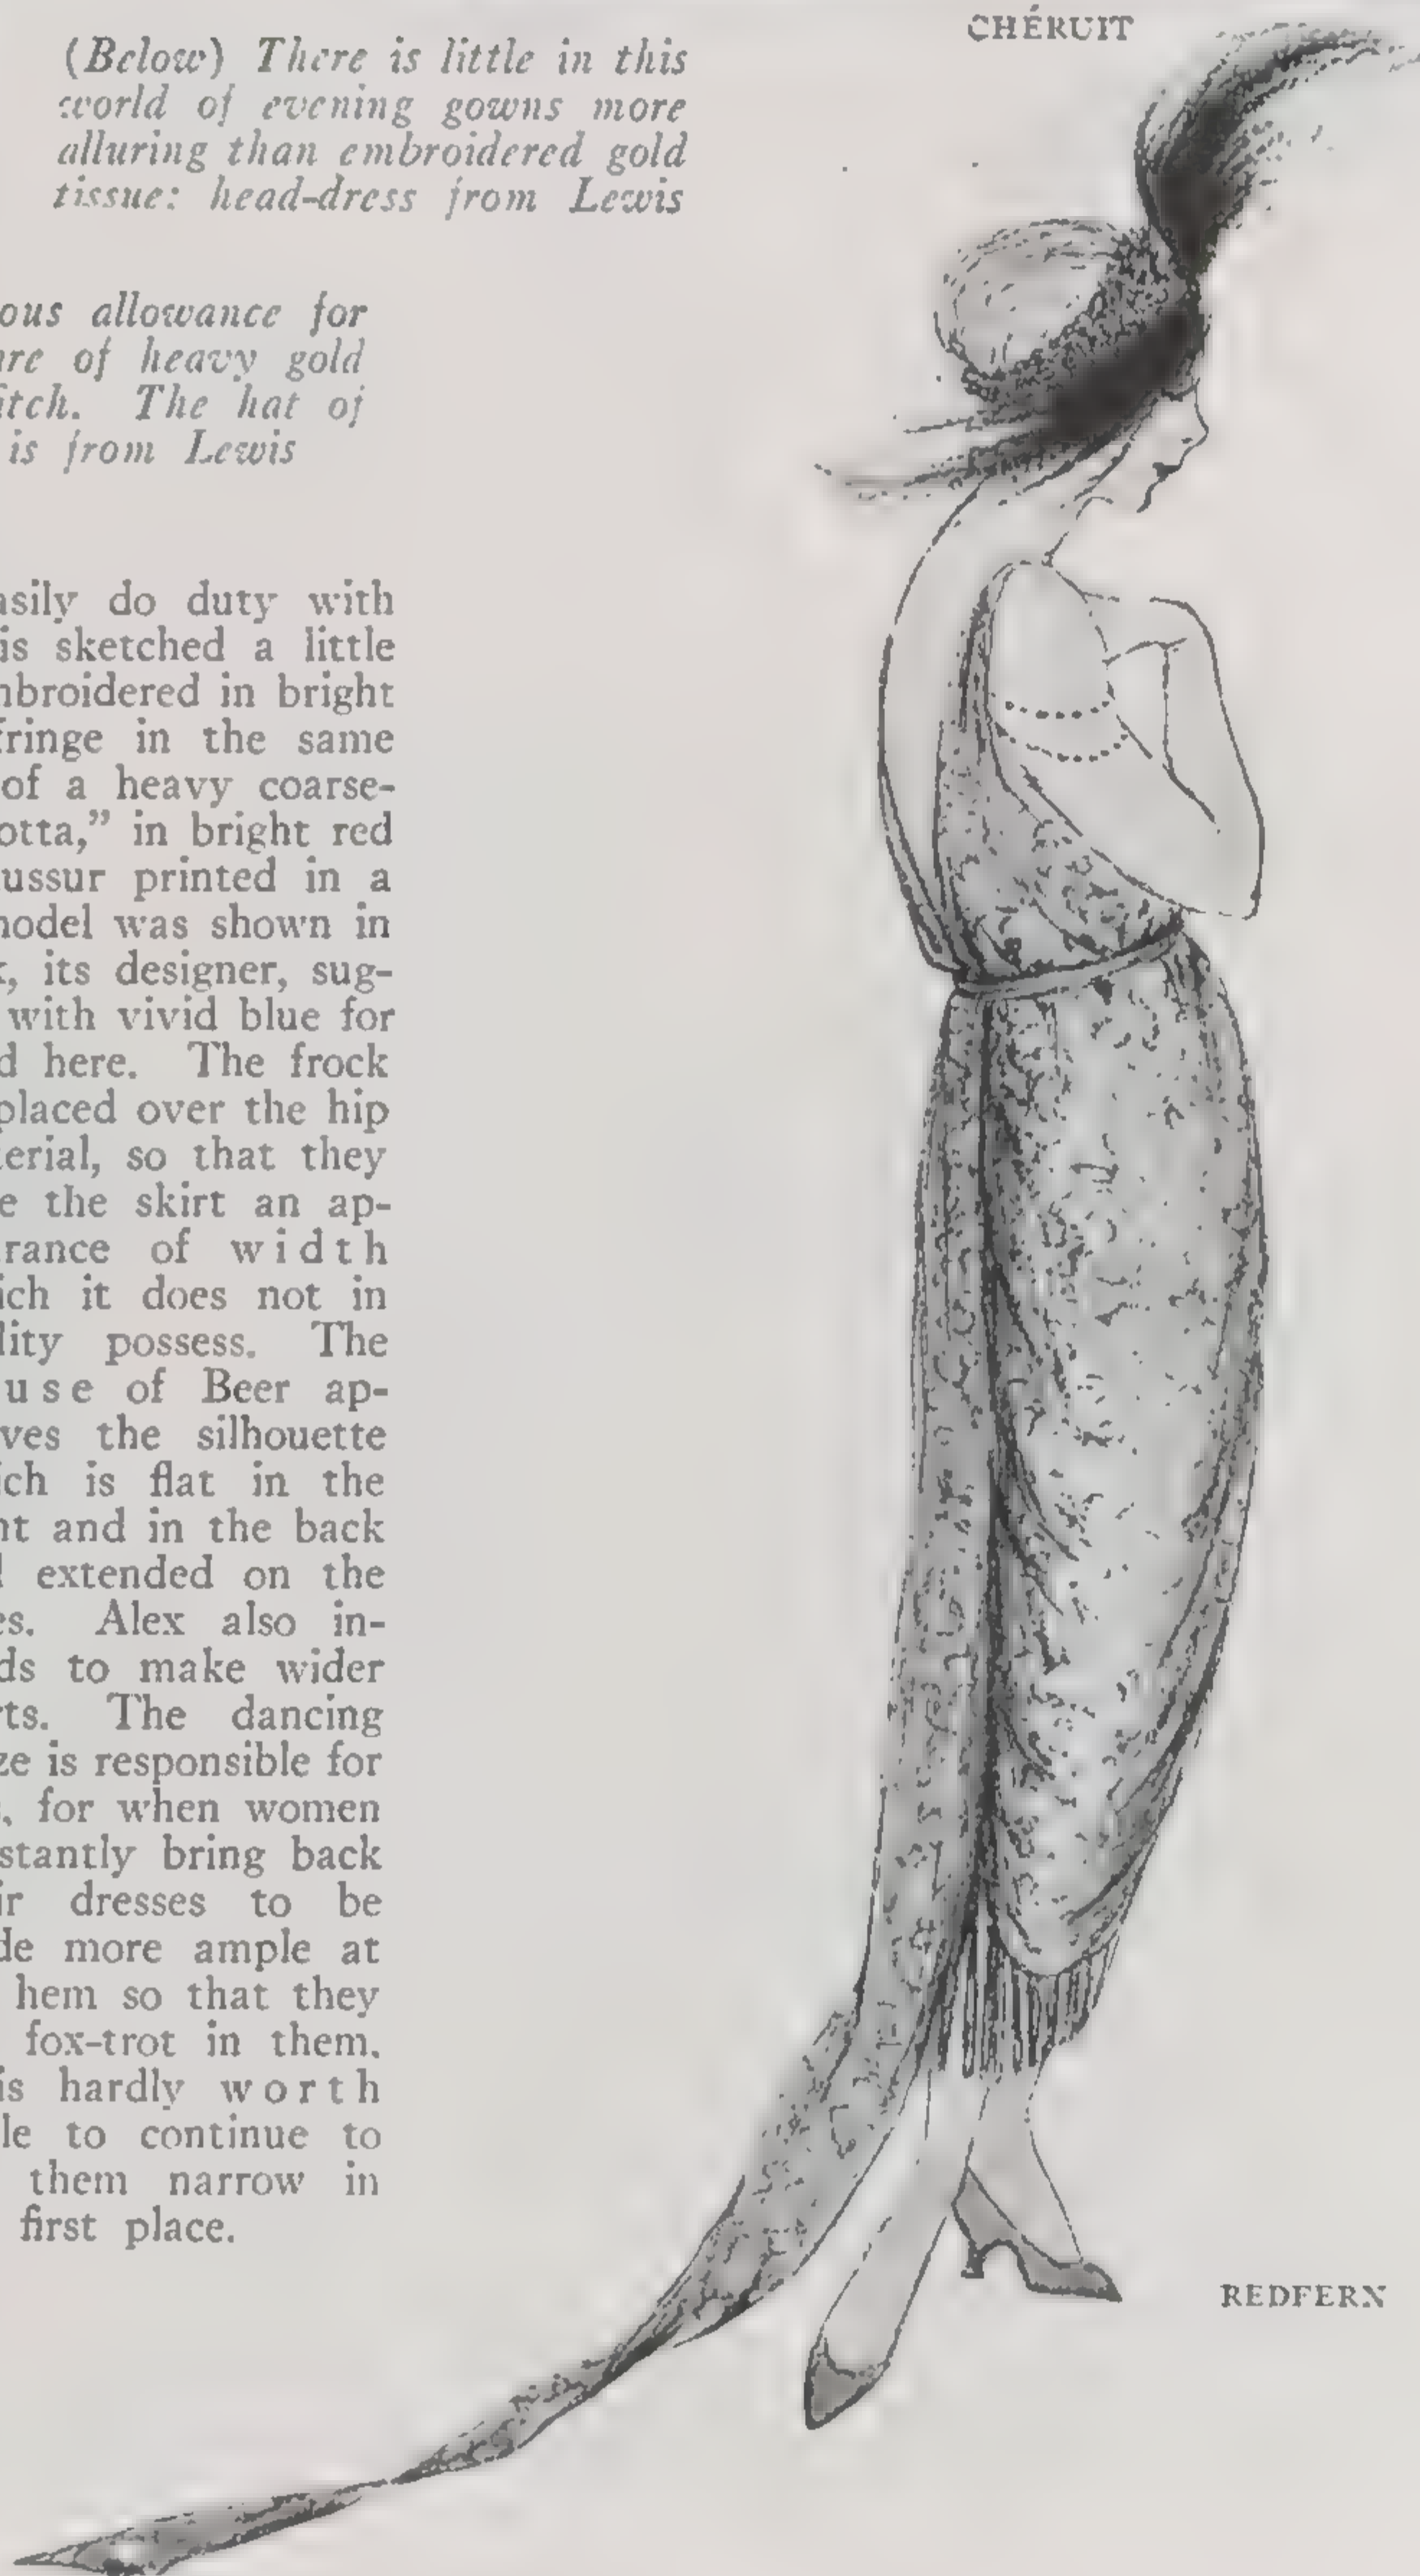 CHÉRUIT
(Below) There is little in this
world of evening gowns more
alluring than embroidered gold
tissue: head-dress from Lewis
ous allowance for
re of heavy gold
itch. The hat of
is from Lewis
asily do duty with
is sketched a little
nbroidered in bright
fringe in the same
of a heavy coarse-
otta,” in bright red
ussur printed in a
nodel was shown in
k, its designer, sug-
with vivid blue for
d here. The frock
placed over the hip
terial, so that they
e the skirt an ap-
rance of width
ich it does not in
lity possess. The
use of Beer ap-
ves the silhouette
ich is flat in the
nt and in the back
l extended on the
es. Alex also in-
ds to make wider
rts. The dancing
ze is responsible for
, for when women
stantly bring back
ir dresses to be
de more ample at
hem so that they
fox-trot in them.
is hardly worth
le to continue to
them narrow in
first place.
REDFERN